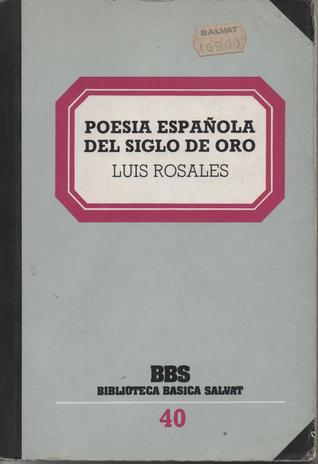 SALVAT
169.00
POESIA ESPAÑOLA
DEL SIGLO DE ORO
LUIS ROSALES
BBS
BIBLIOTECA BASICA SALVAT
40